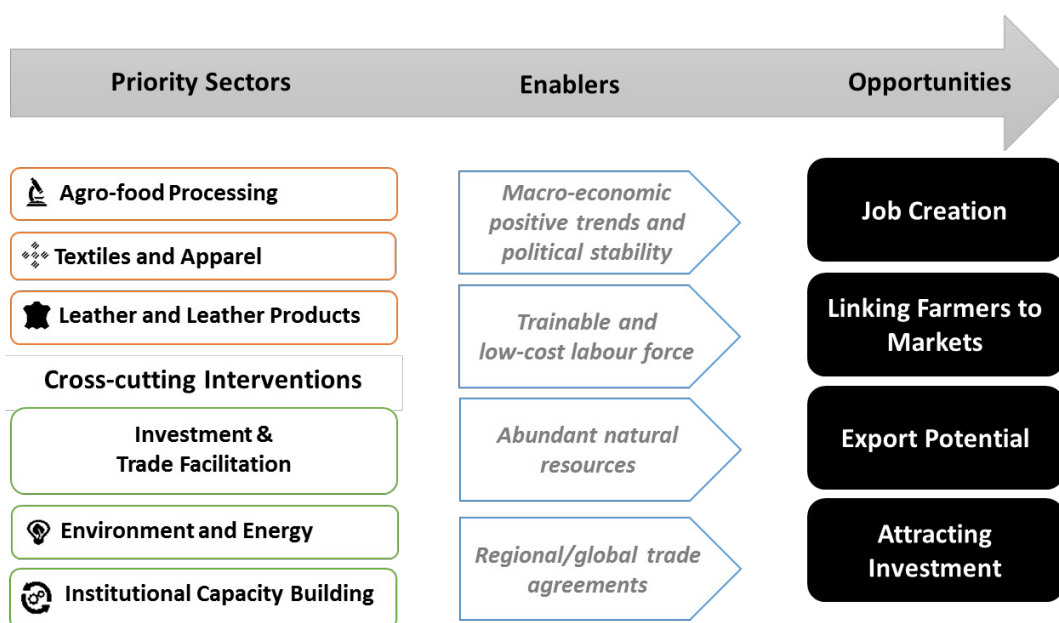 Priority Sectors
Enablers
Opportunities
Agro-food Processing
Textiles and Apparel
Leather and Leather Products
Cross-cutting Interventions
Investment &
Trade Facilitation
Environment and Energy
Institutional Capacity Building
Macro-economic
positive trends and
political stability
Trainable and
low-cost labour force
Abundant natural
resources
Regional/global trade
agreements
Job Creation
Linking Farmers to
Markets
Export Potential
Attracting
Investment